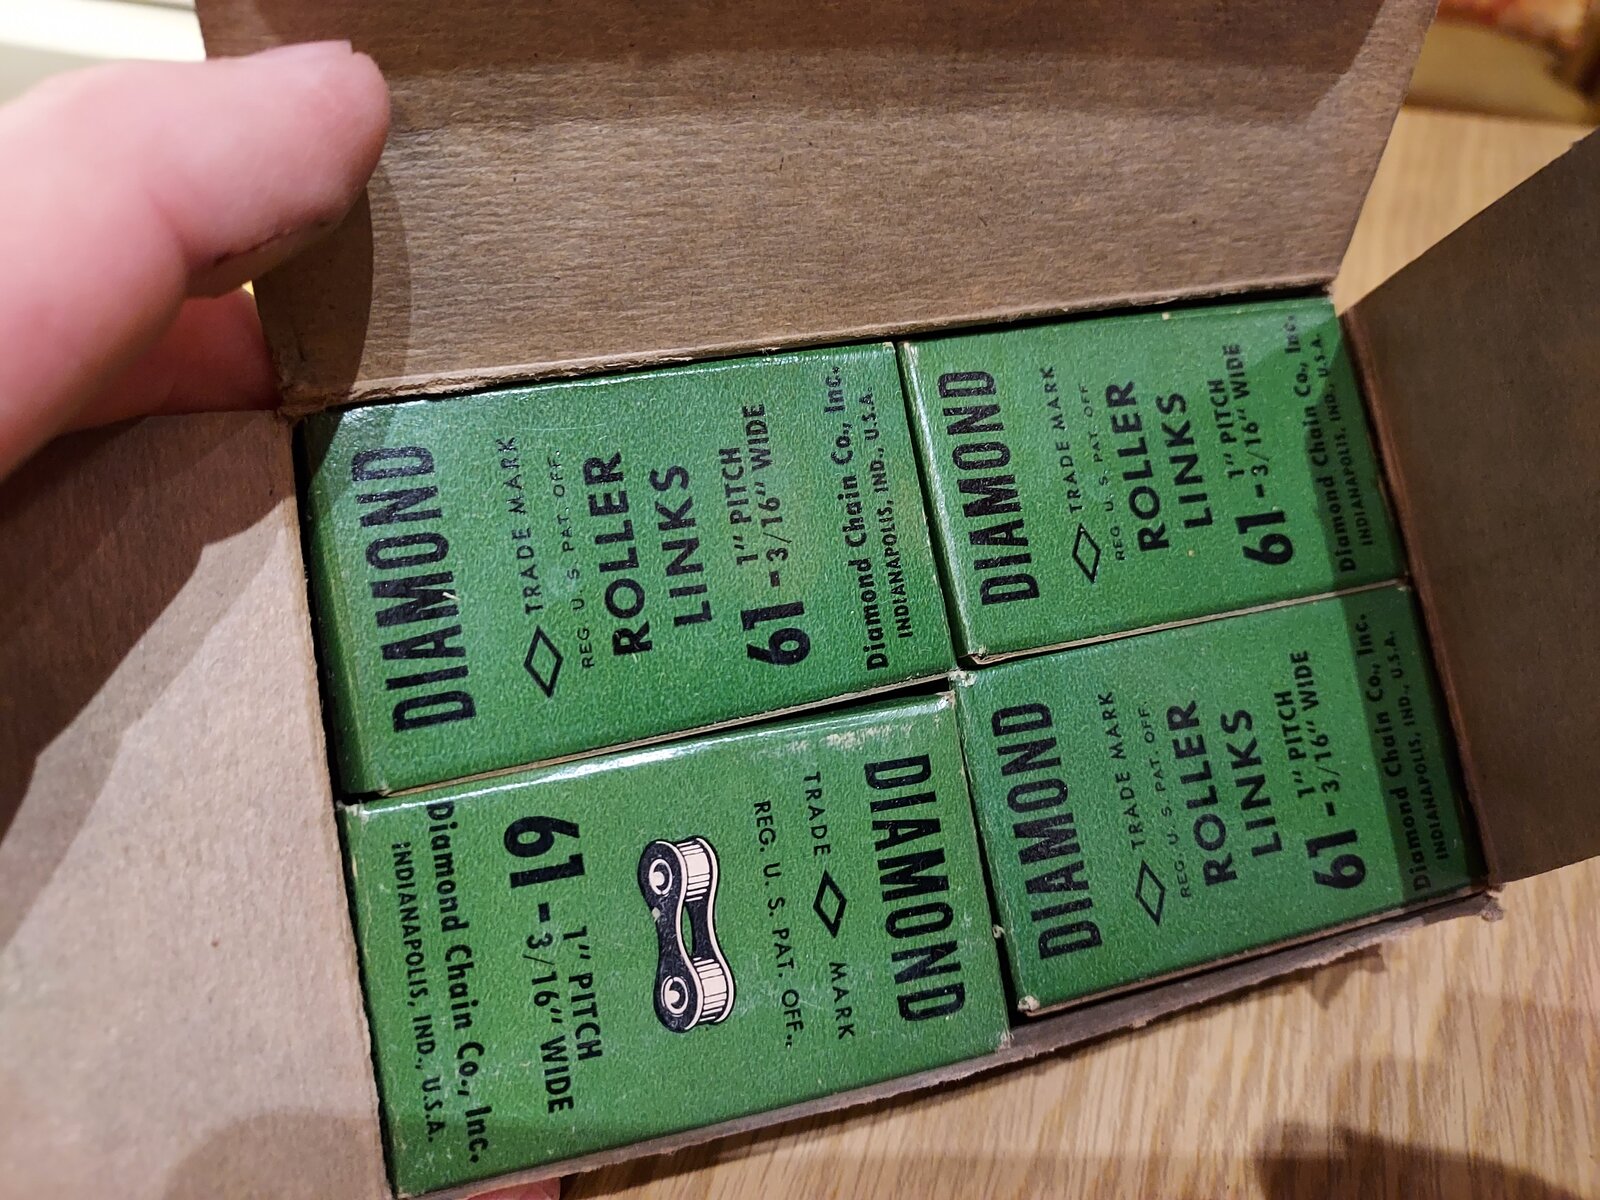 DIAMOND
TRADE MARK
REG. U. S. PAT. OFF.
ROLLER
LINKS
61 - 1" PITCH
3/16" WIDE
Diamond Chain Co., Inc.
INDIANAPOLIS, IND., U.S.A.
DIAMOND
TRADE MARK
REG. U. S. PAT. OFF.
ROLLER
LINKS
61 - 1" PITCH
3/16" WIDE
Diamond Chain Co., Inc.
INDIANAPOLIS, IND., U.S.A.
DIAMOND
TRADE MARK
REG. U. S. PAT. OFF.
61 - 1" PITCH
3/16" WIDE
Diamond Chain Co., Inc.
INDIANAPOLIS, IND., U.S.A.
DIAMOND
TRADE MARK
REG. U. S. PAT. OFF.
ROLLER
LINKS
61 - 1" PITCH
3/16" WIDE
Diamond Chain Co., Inc.
INDIANAPOLIS, IND., U.S.A.